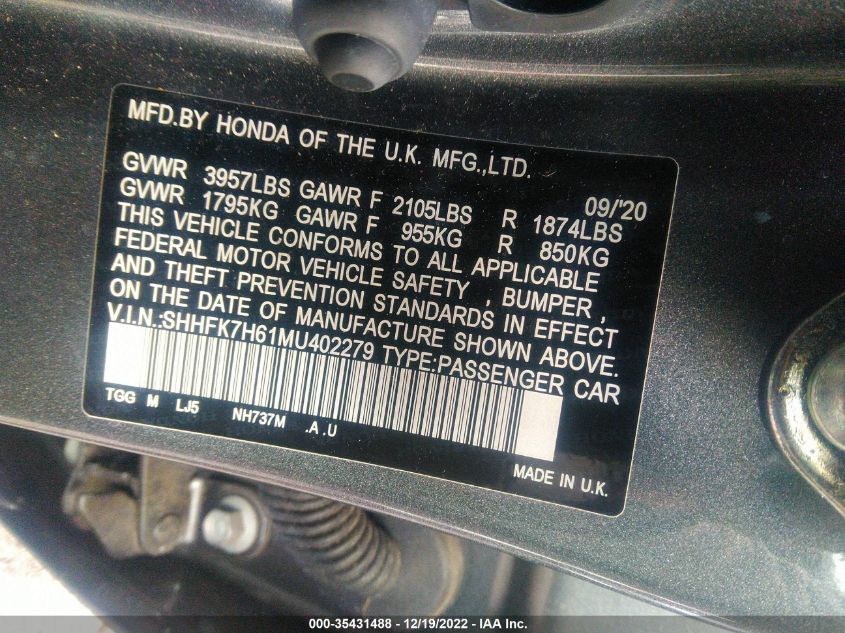 MFD.BY HONDA OF THE U.K. MFG.,LTD.
09/'20
GVWR 3957LBS GAWR F 2105LBS R 1874LBS
GVWR 1795KG GAWR F 955KG R 850KG
THIS VEHICLE CONFORMS TO ALL APPLICABLE
FEDERAL MOTOR VEHICLE SAFETY , BUMPER ,
AND THEFT PREVENTION STANDARDS IN EFFECT
ON THE DATE OF MANUFACTURE SHOWN ABOVE.
V.I.N.:SHHFK7H61MU402279 TYPE:PASSENGER CAR
TGG M LJ5 NH737M .A.U
MADE IN U.K.
000-35431488 - 12/19/2022 - IAA Inc.